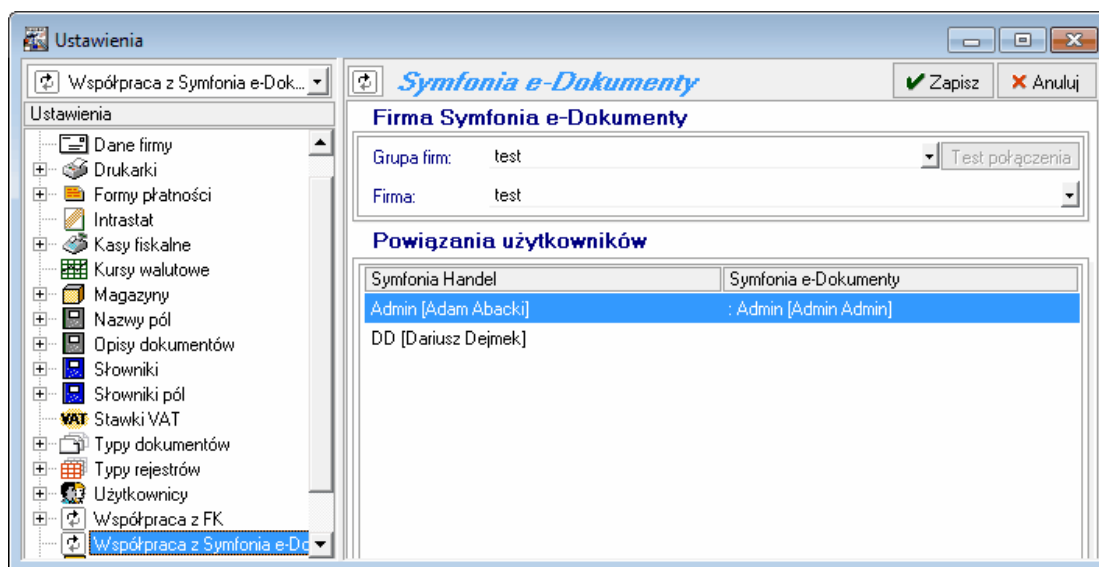 Ustawienia
Współpraca z Symfonia e-Dok...
Symfonia e-Dokumenty
Zapisz
Anuluj
Ustawienia
Dane firmy
Drukarki
Formy płatności
Intrastat
Kasy fiskalne
Kursy walutowe
Magazyny
Nazwy pól
Opisy dokumentów
Słowniki
Słowniki pól
VAT Stawki VAT
Typy dokumentów
Typy rejestrów
Użytkownicy
Współpraca z FK
Współpraca z Symfonia e-Do
Firma Symfonia e-Dokumenty
Grupa firm: test Test połączenia
Firma: test
Powiązania użytkowników
Symfonia Handel Symfonia e-Dokumenty
Admin [Adam Abacki] : Admin [Admin Admin]
DD [Dariusz Dejmek]